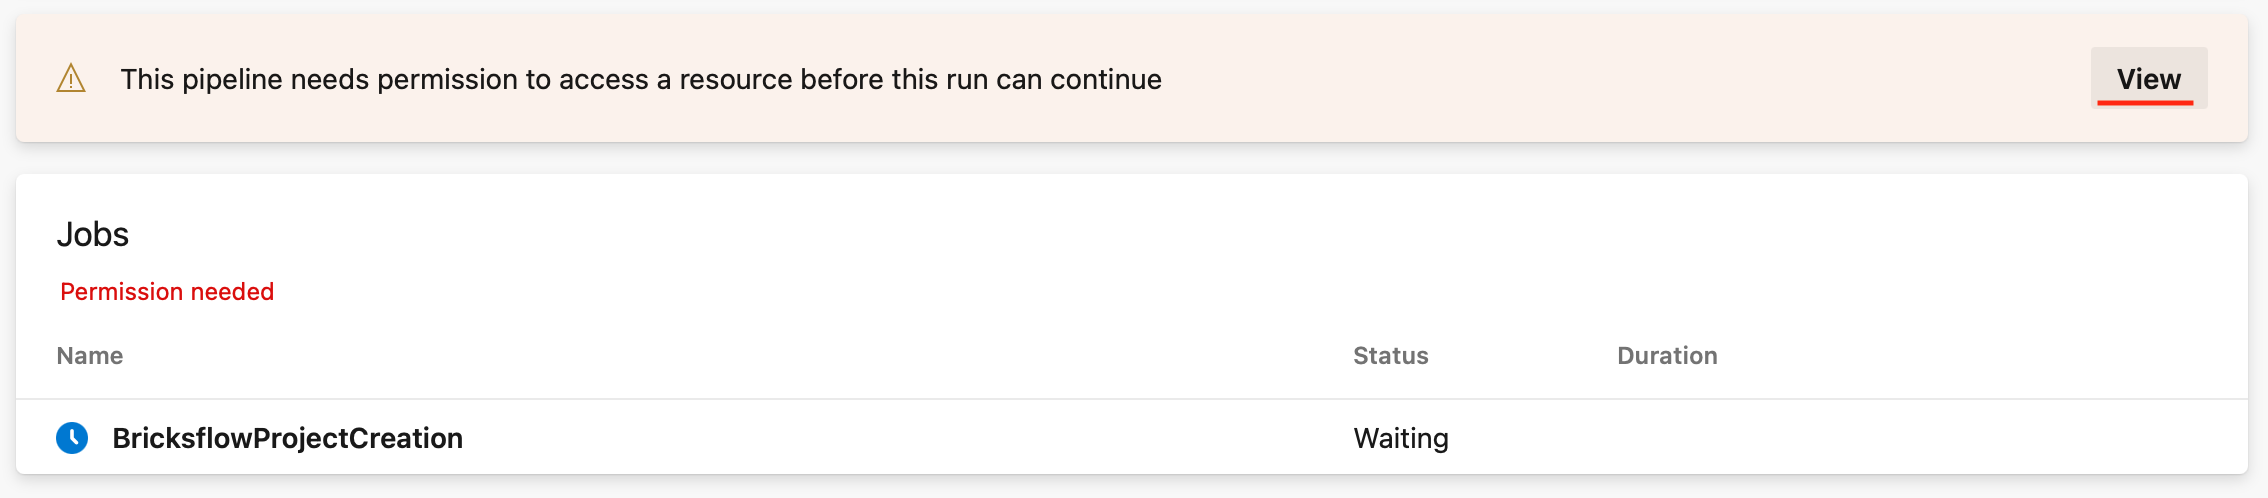 This pipeline needs permission to access a resource before this run can continue
View
Jobs
Permission needed
Name Status Duration
BricksflowProjectCreation Waiting